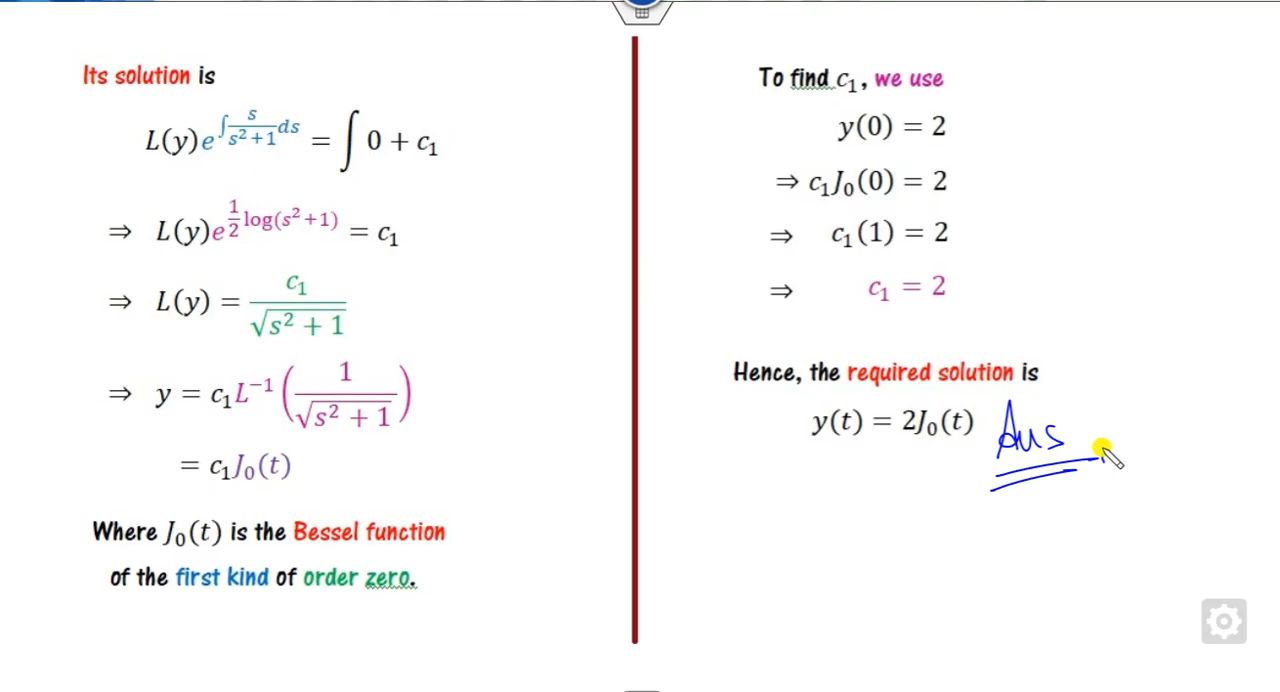 Its solution is
L(y)e^{∫ s/(s²+1) ds} = ∫ 0 + c₁
⇒ L(y)e^{1/2 log(s²+1)} = c₁
⇒ L(y) = c₁/√(s² + 1)
⇒ y = c₁L⁻¹(1/√(s² + 1))
= c₁J₀(t)
Where J₀(t) is the Bessel function
of the first kind of order zero.
To find c₁, we use
y(0) = 2
⇒ c₁J₀(0) = 2
⇒ c₁(1) = 2
⇒ c₁ = 2
Hence, the required solution is
y(t) = 2J₀(t) Ans